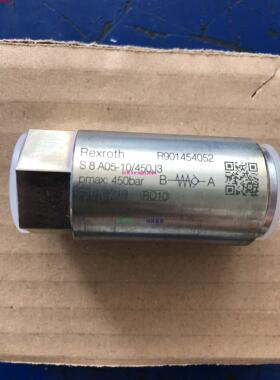 Rexroth R901454052
S 8 A05-10/450J3
pmax: 450bar B A
(RD10)